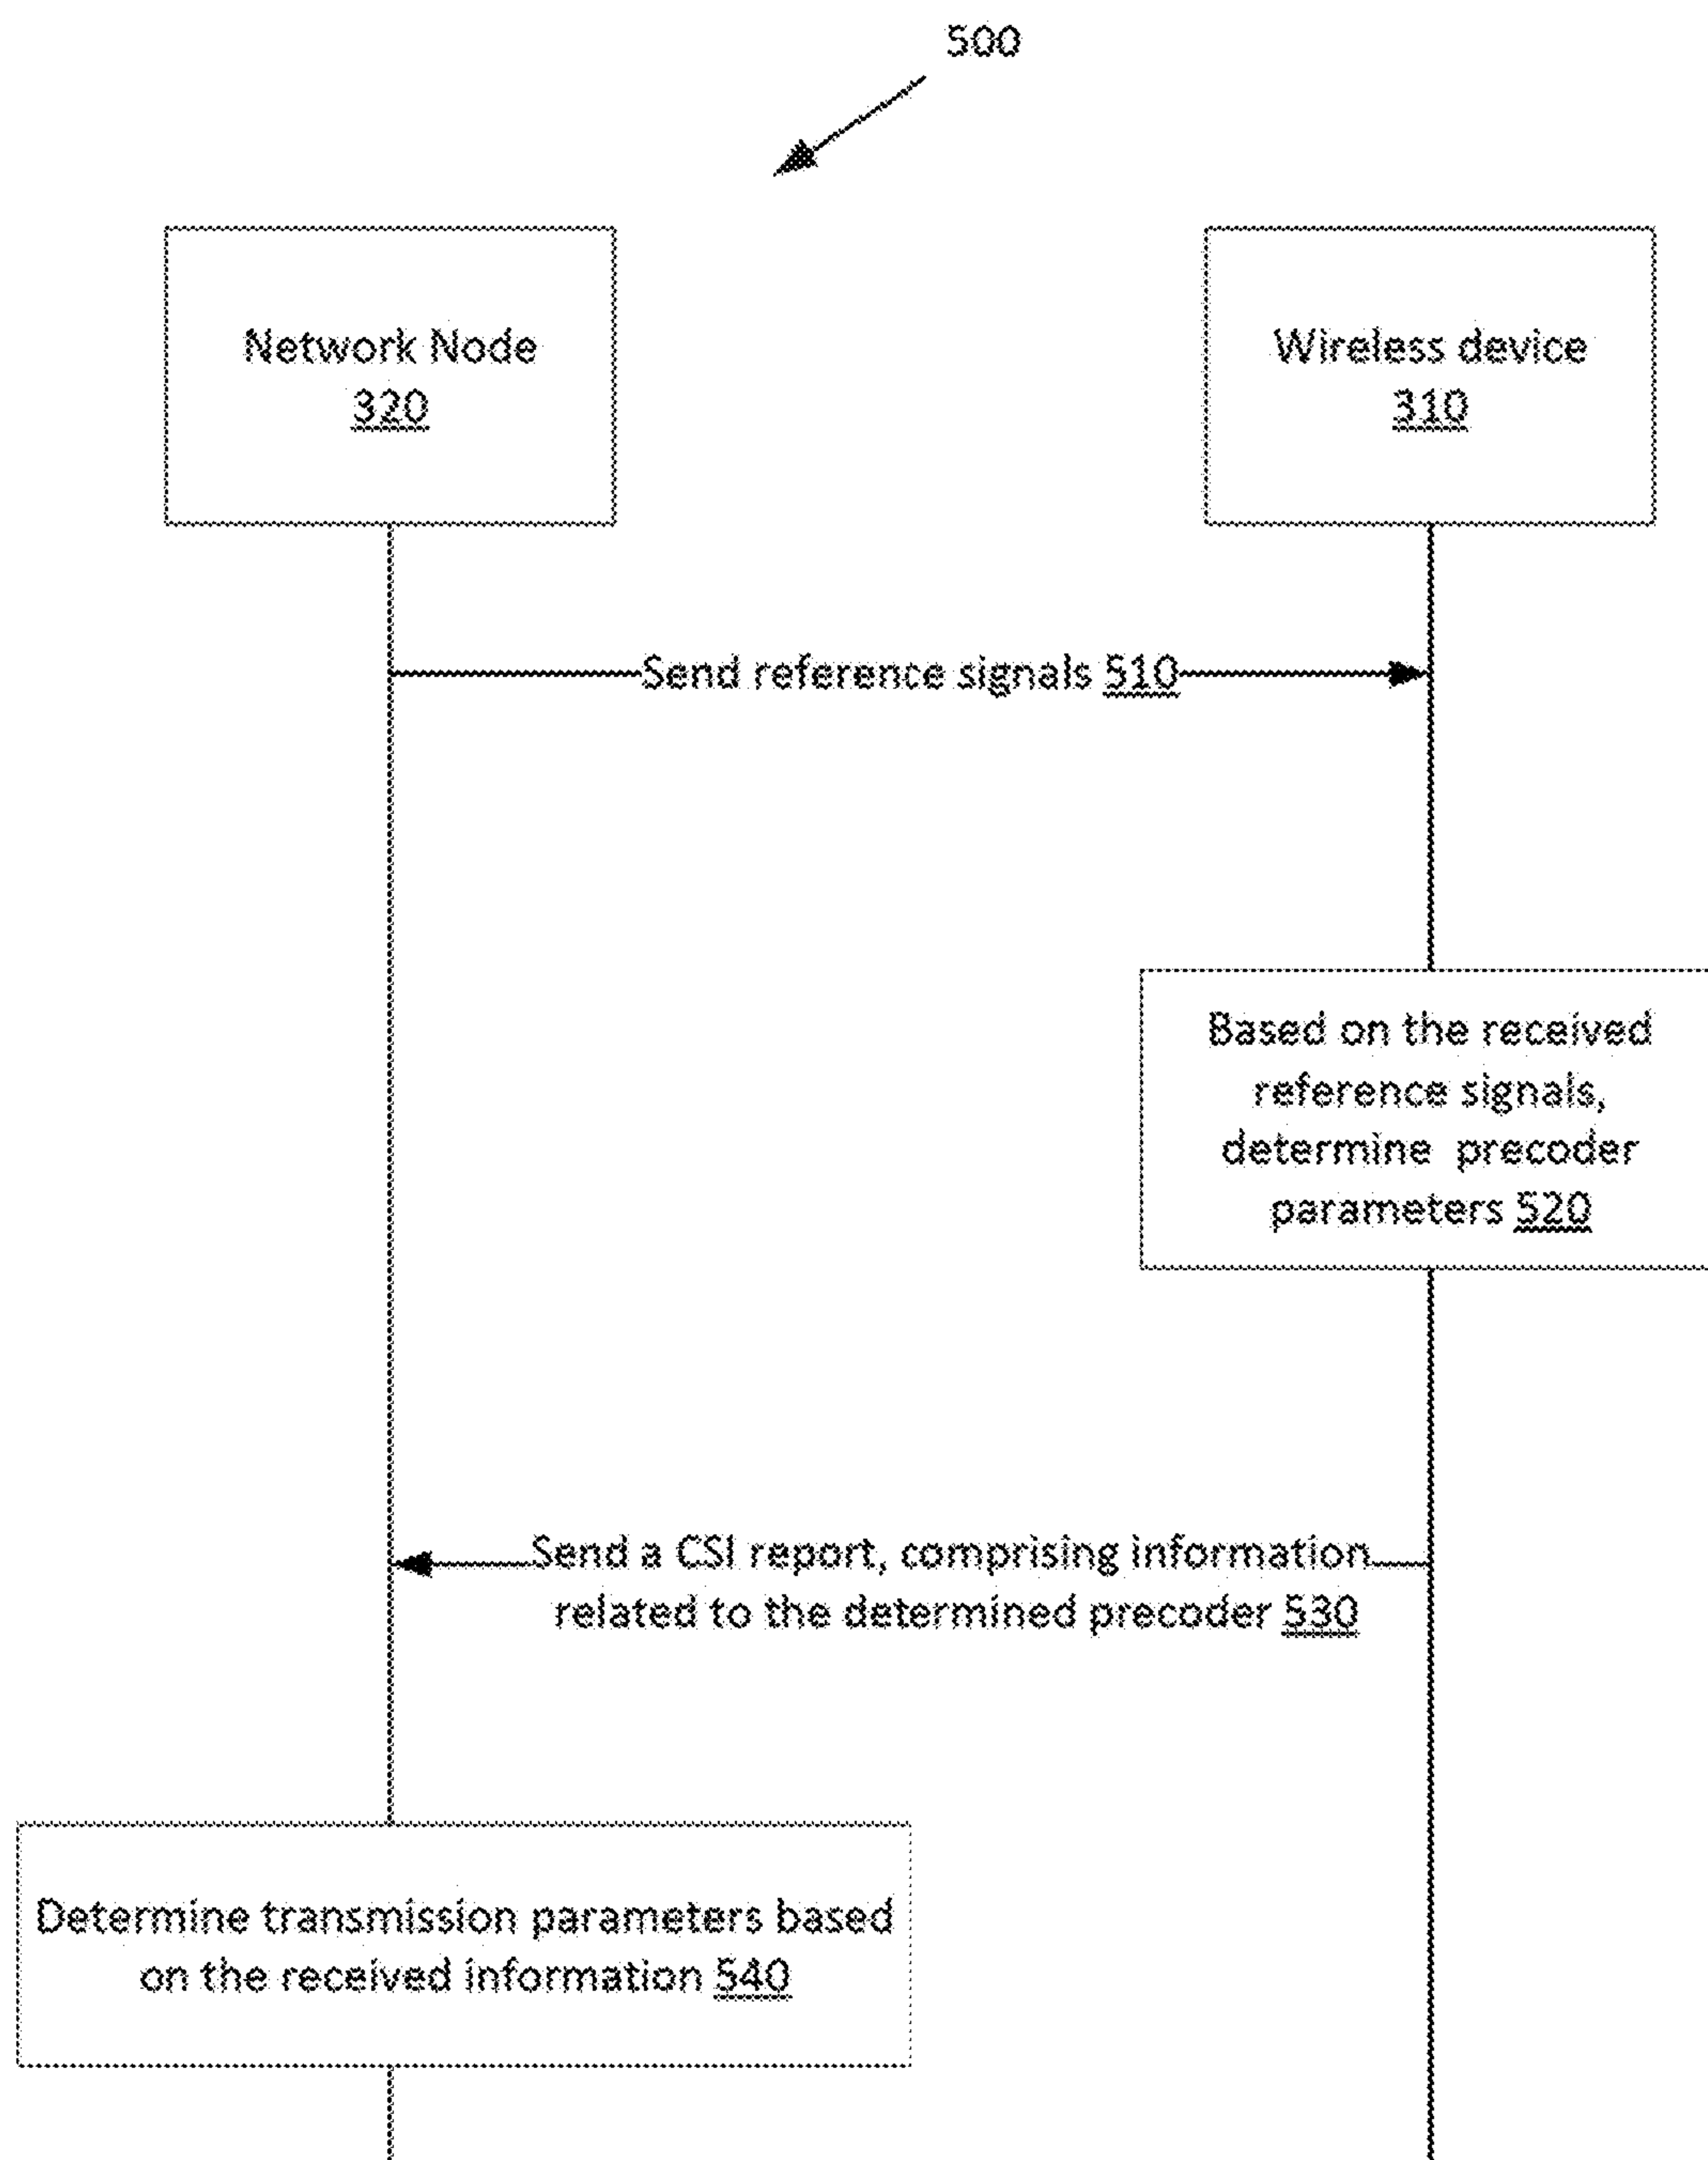 500
Network Node
320
Wireless device
310
Send reference signals 510
Based on the received
reference signals,
determine precoder
parameters 520
Send a CSI report, comprising information
related to the determined precoder 530
Determine transmission parameters based
on the received information 540